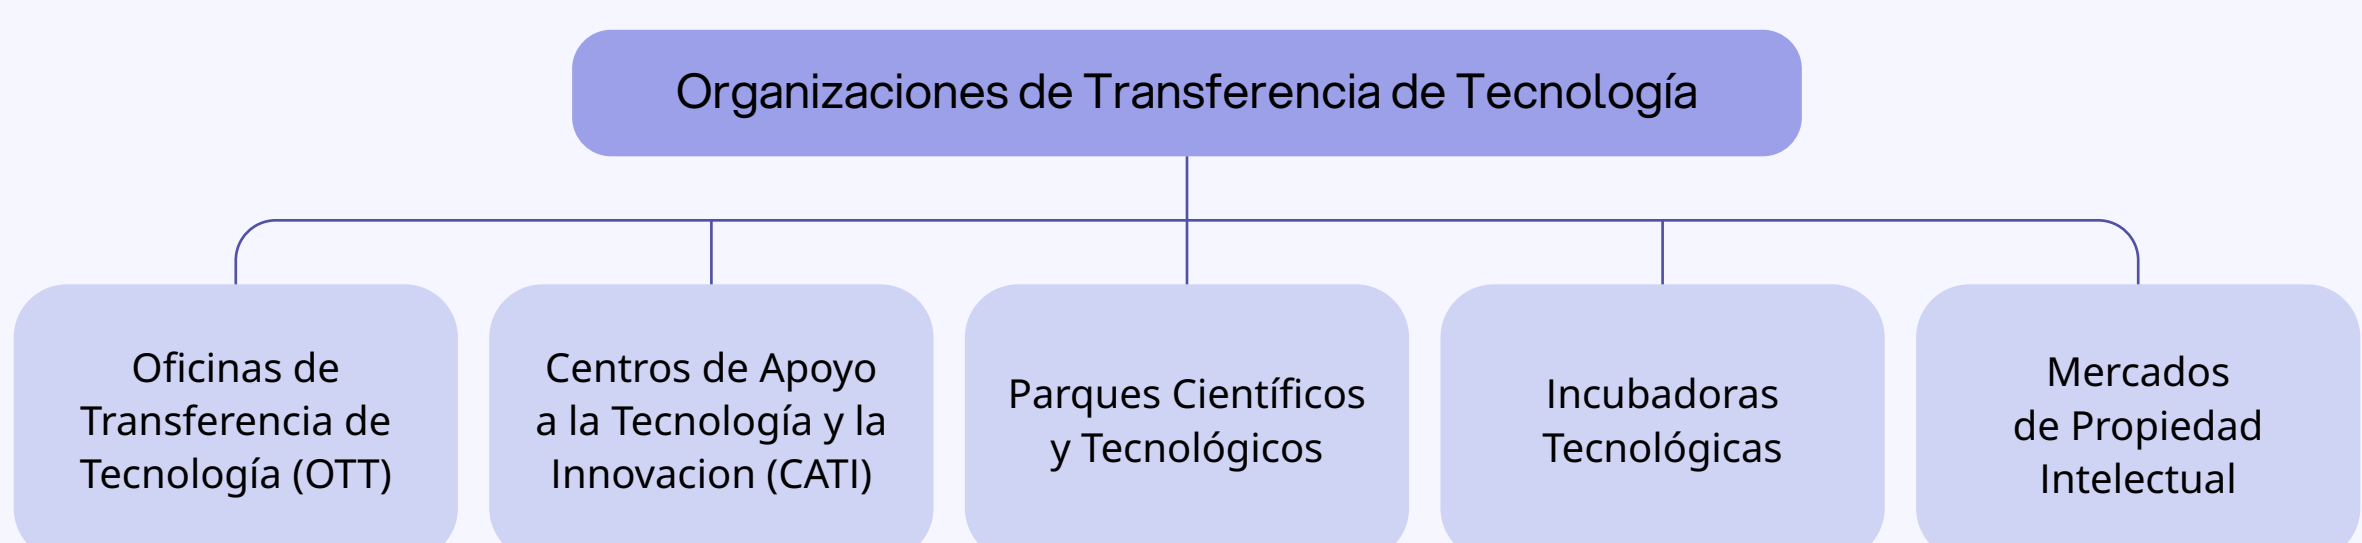 Organizaciones de Transferencia de Tecnología
Oficinas de
Transferencia de
Tecnología (OTT)
Centros de Apoyo
a la Tecnología y la
Innovacion (CATI)
Parques Científicos
y Tecnológicos
Incubadoras
Tecnológicas
Mercados
de Propiedad
Intelectual